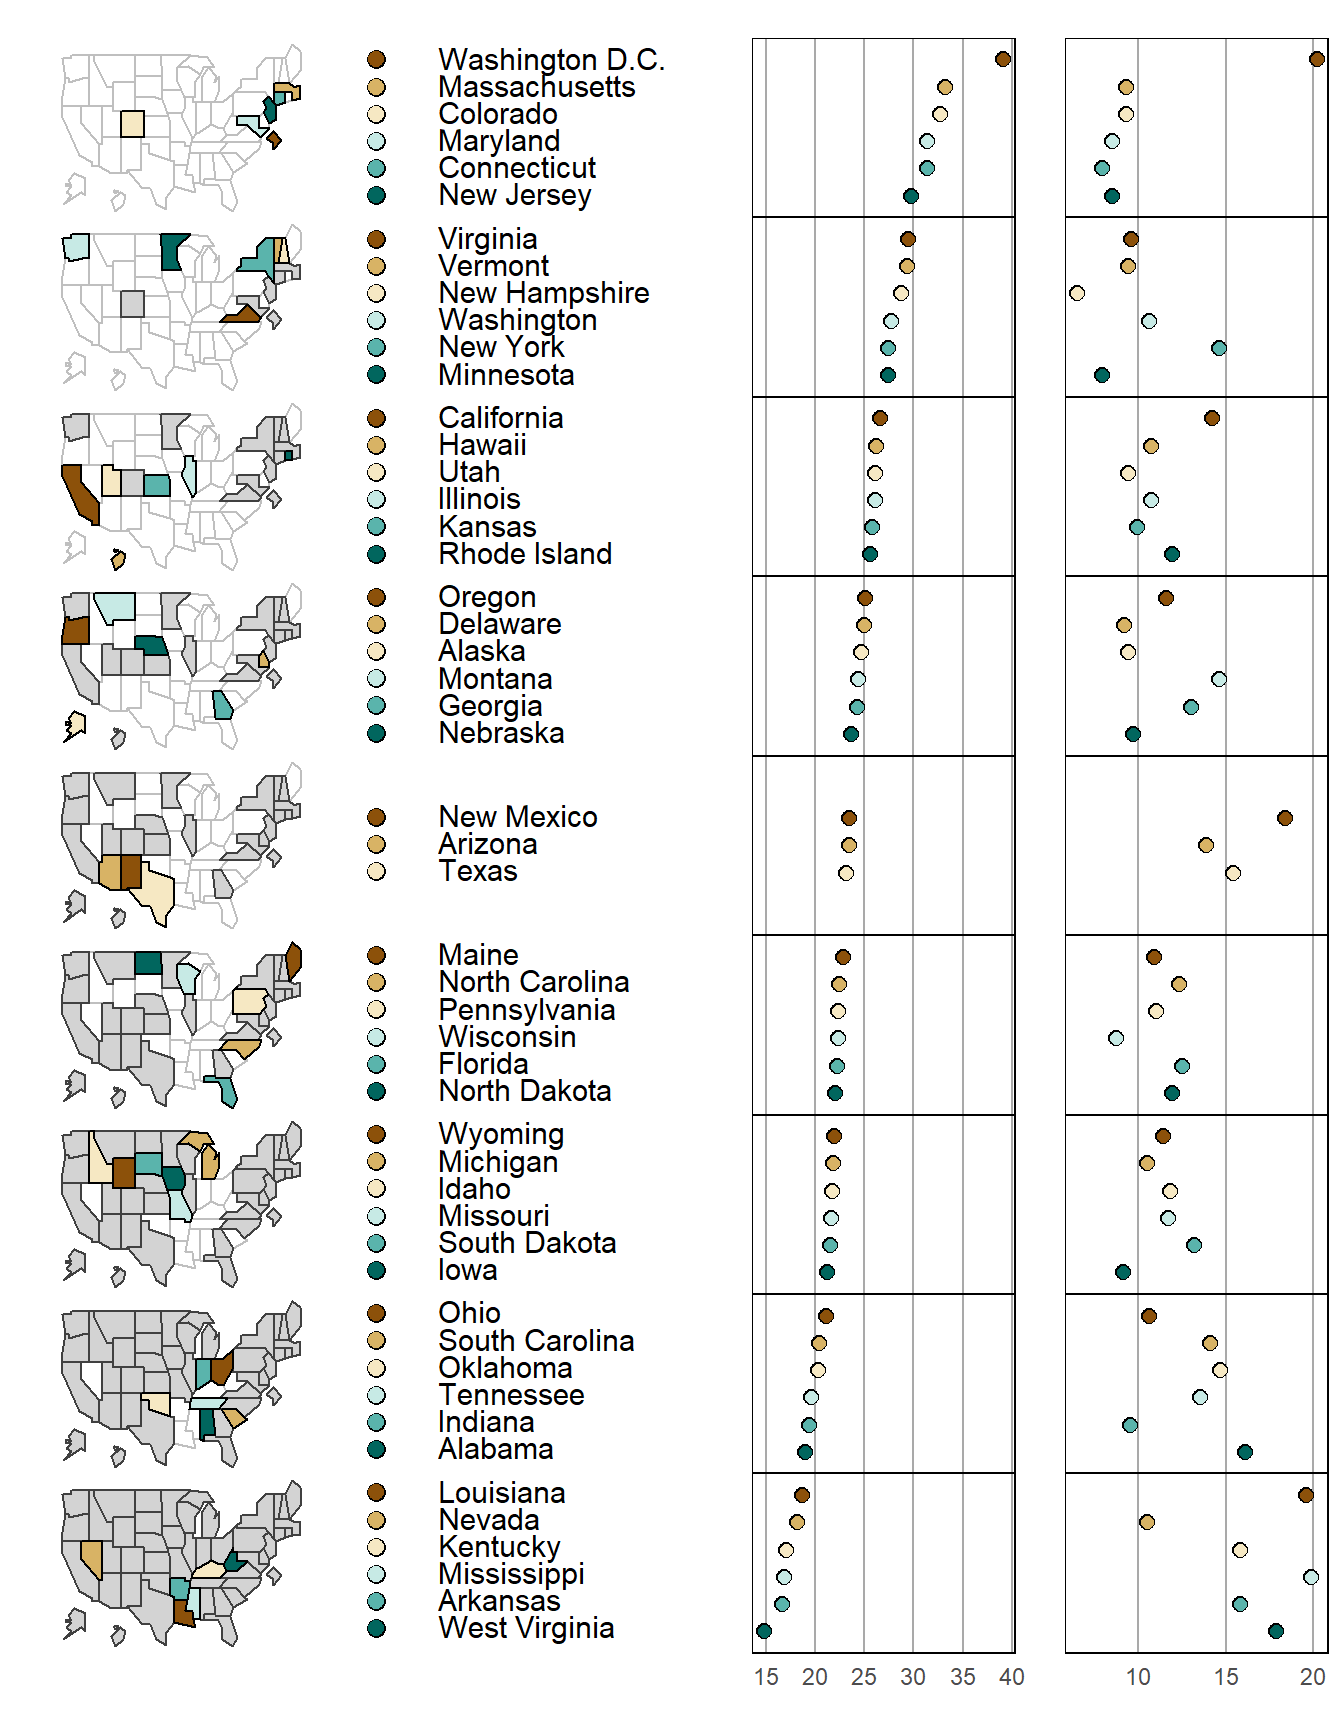 Washington D.C.
Massachusetts
Colorado
Maryland
Connecticut
New Jersey
Virginia
Vermont
New Hampshire
Washington
New York
Minnesota
California
Hawaii
Utah
Illinois
Kansas
Rhode Island
Oregon
Delaware
Alaska
Montana
Georgia
Nebraska
New Mexico
Arizona
Texas
Maine
North Carolina
Pennsylvania
Wisconsin
Florida
North Dakota
Wyoming
Michigan
Idaho
Missouri
South Dakota
Iowa
Ohio
South Carolina
Oklahoma
Tennessee
Indiana
Alabama
Louisiana
Nevada
Kentucky
Mississippi
Arkansas
West Virginia
15 20 25 30 35 40 10 15 20